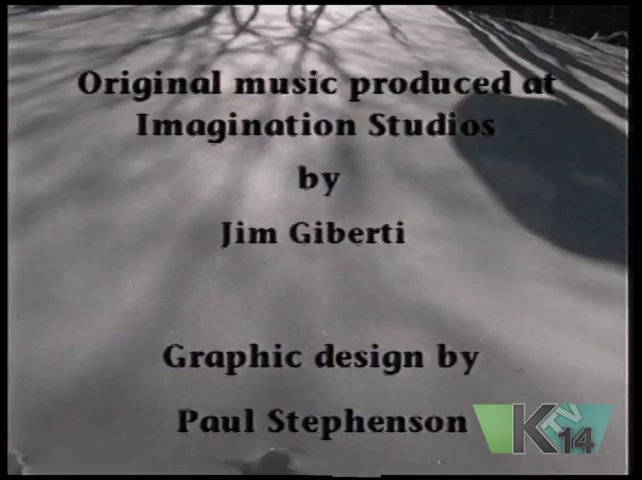 Original music produced at
Imagination Studios
by
Jim Giberti
Graphic design by
Paul Stephenson
KTV
14